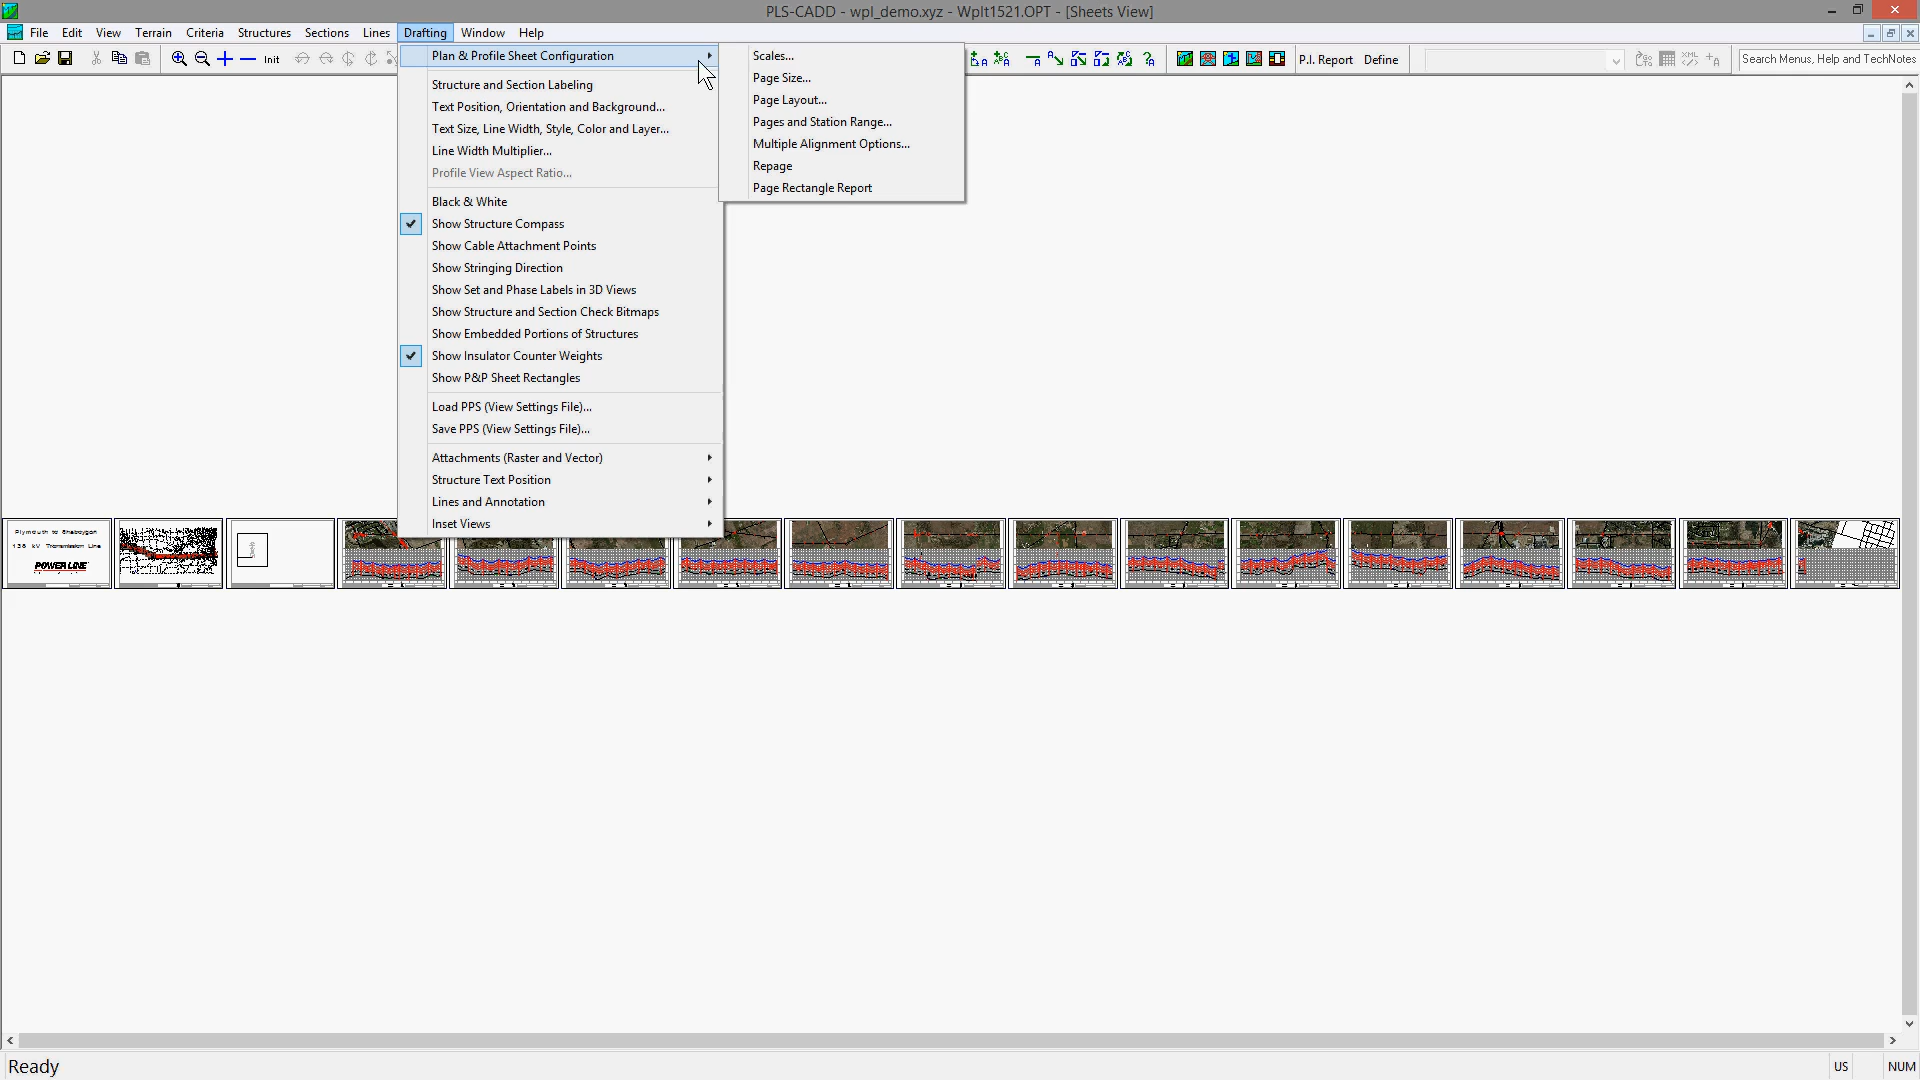 PLS-CADD - wpl_demo.xyz - Wplt1521.OPT - [Sheets View]
File Edit View Terrain Criteria Structures Sections Lines Drafting Window Help
Init P.I. Report Define Search Menus, Help and TechNotes
Plan & Profile Sheet Configuration
Structure and Section Labeling
Text Position, Orientation and Background...
Text Size, Line Width, Style, Color and Layer...
Line Width Multiplier...
Profile View Aspect Ratio...
Black & White
Show Structure Compass
Show Cable Attachment Points
Show Stringing Direction
Show Set and Phase Labels in 3D Views
Show Structure and Section Check Bitmaps
Show Embedded Portions of Structures
Show Insulator Counter Weights
Show P&P Sheet Rectangles
Load PPS (View Settings File)...
Save PPS (View Settings File)...
Attachments (Raster and Vector)
Structure Text Position
Lines and Annotation
Inset Views
Scales...
Page Size...
Page Layout...
Pages and Station Range...
Multiple Alignment Options...
Repage
Page Rectangle Report
Plymouth to Sheboygan
138 kV Transmission Line
POWER LINE
Ready
US NUM